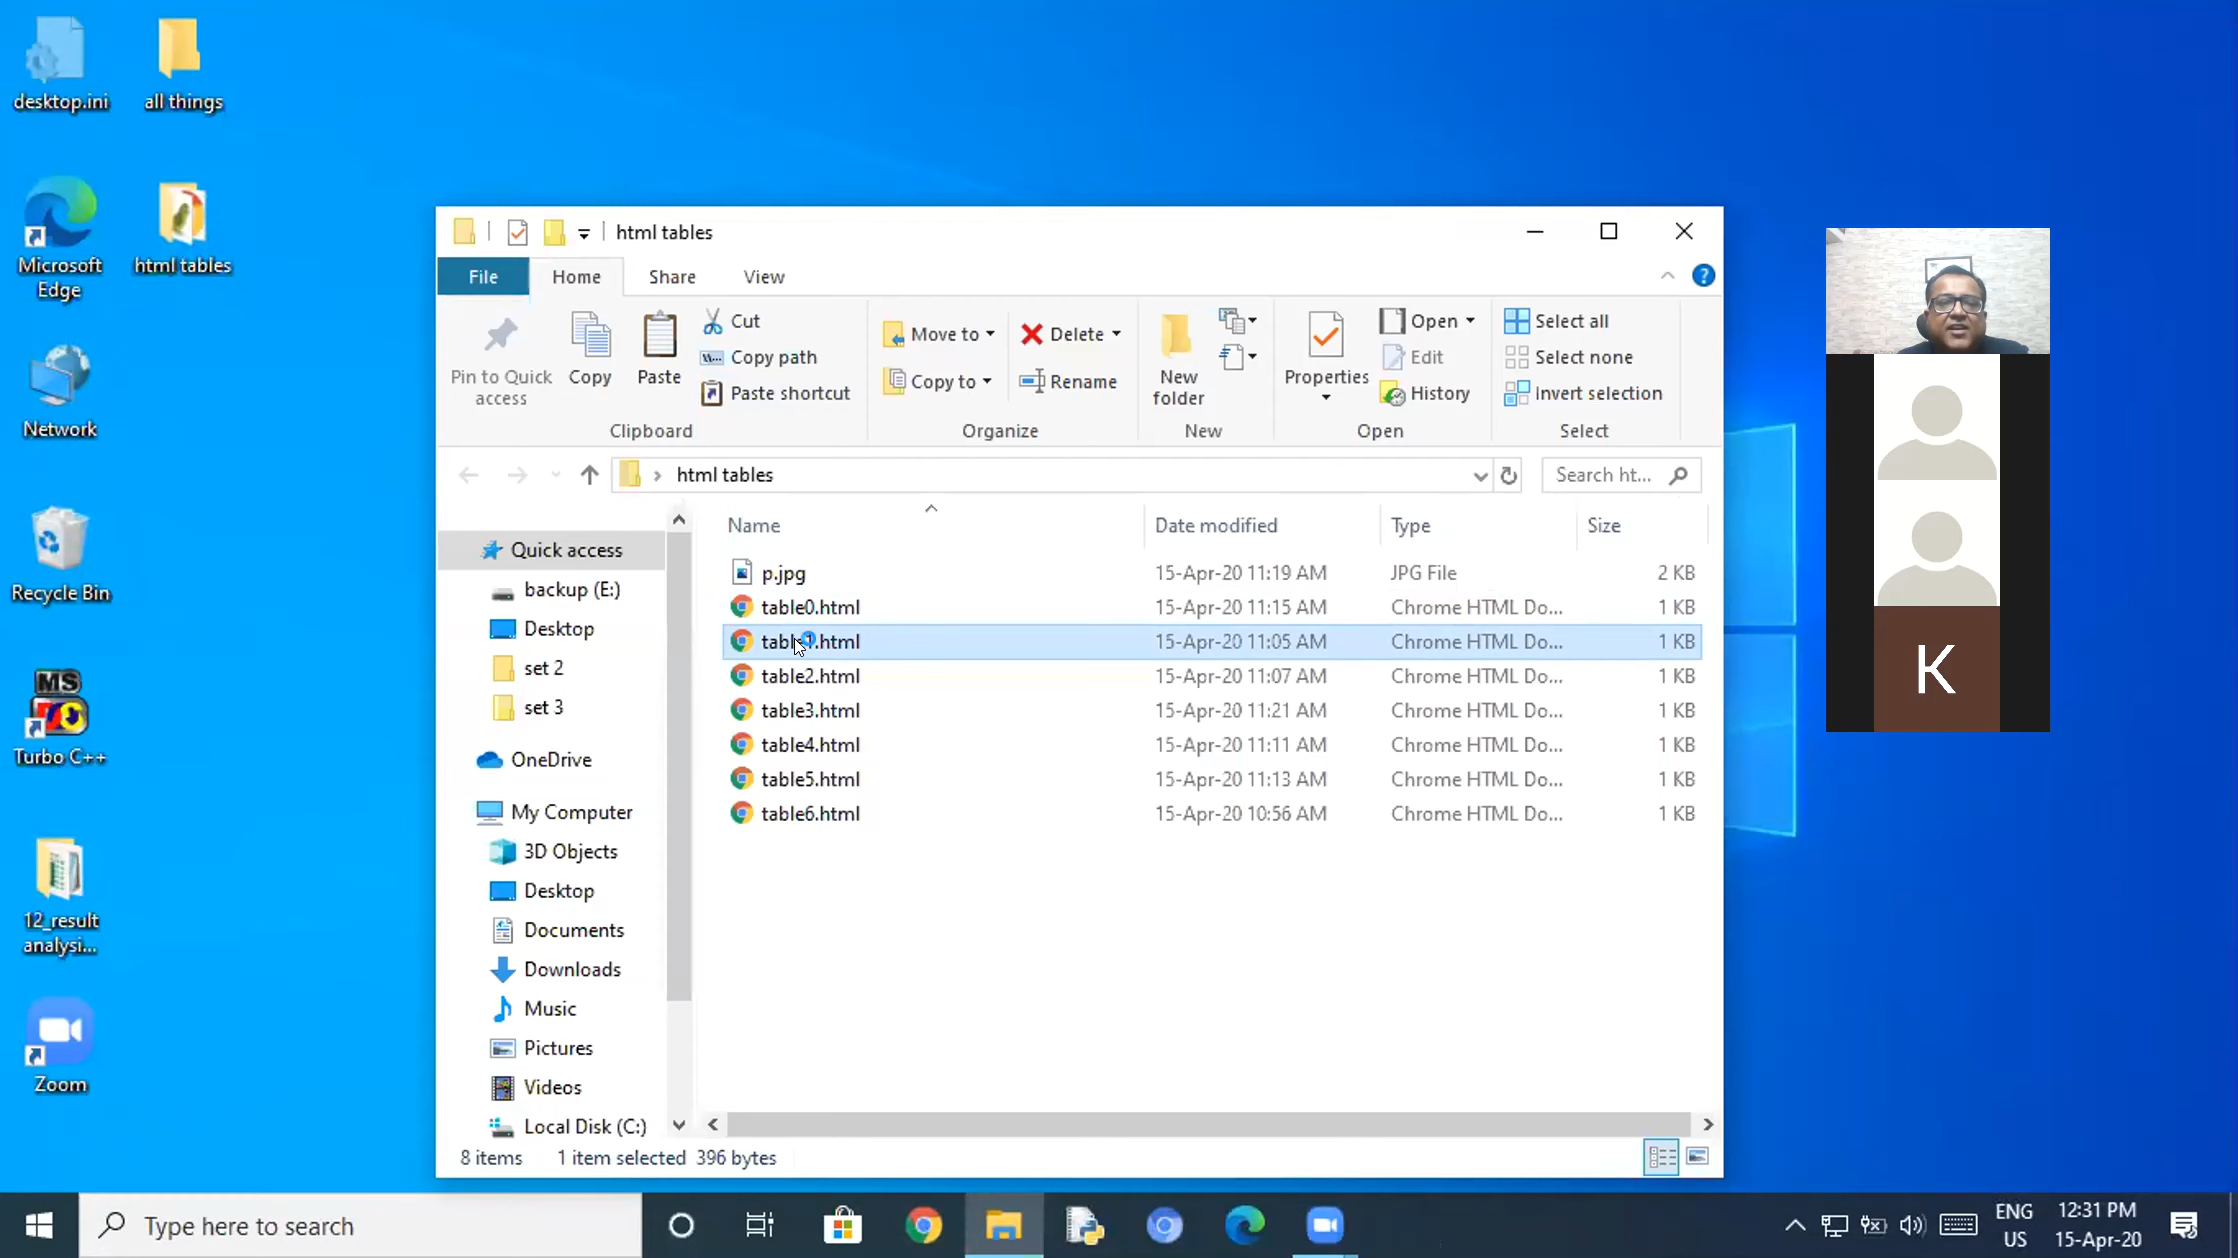 desktop.ini
all things
Microsoft
Edge
html tables
Network
Recycle Bin
MS
Turbo C++
12_result
analysi...
Zoom
html tables
File Home Share View
Pin to Quick
access
Copy
Paste
Cut
Copy path
Paste shortcut
Clipboard
Move to
Copy to
Delete
Rename
Organize
New
folder
New
Properties
Open
Edit
History
Open
Select all
Select none
Invert selection
Select
html tables
Search ht...
Quick access
backup (E:)
Desktop
set 2
set 3
OneDrive
My Computer
3D Objects
Desktop
Documents
Downloads
Music
Pictures
Videos
Local Disk (C:)
Name Date modified Type Size
p.jpg 15-Apr-20 11:19 AM JPG File 2 KB
table0.html 15-Apr-20 11:15 AM Chrome HTML Do... 1 KB
table1.html 15-Apr-20 11:05 AM Chrome HTML Do... 1 KB
table2.html 15-Apr-20 11:07 AM Chrome HTML Do... 1 KB
table3.html 15-Apr-20 11:21 AM Chrome HTML Do... 1 KB
table4.html 15-Apr-20 11:11 AM Chrome HTML Do... 1 KB
table5.html 15-Apr-20 11:13 AM Chrome HTML Do... 1 KB
table6.html 15-Apr-20 10:56 AM Chrome HTML Do... 1 KB
8 items 1 item selected 396 bytes
K
Type here to search
ENG
US
12:31 PM
15-Apr-20